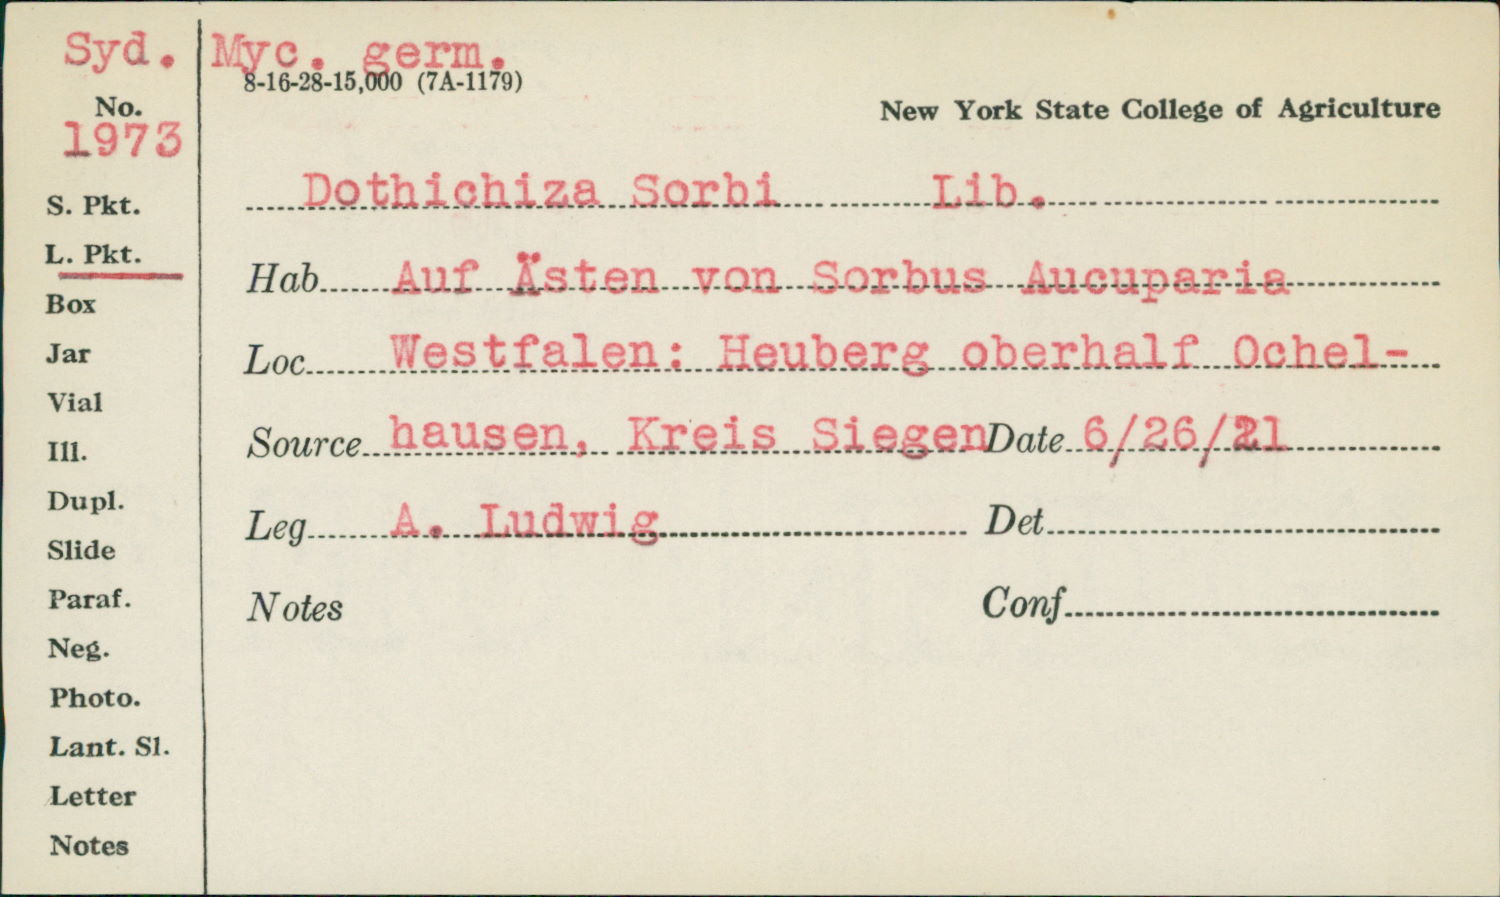 Syd. Myc. germ.
8-16-28-15,000 (7A-1179)
No. New York State College of Agriculture
1973
Dothichiza Sorbi Lib.
S. Pkt.
L. Pkt.
Hab. Auf Ästen von Sorbus Aucuparia
Box
Jar
Loc. Westfalen: Heuberg oberhalf Ochel-
Vial
Source hausen, Kreis Siegen Date 6/26/21
Ill.
Dupl.
Leg. A. Ludwig Det.
Slide
Paraf.
Notes Conf.
Neg.
Photo.
Lant. Sl.
Letter
Notes